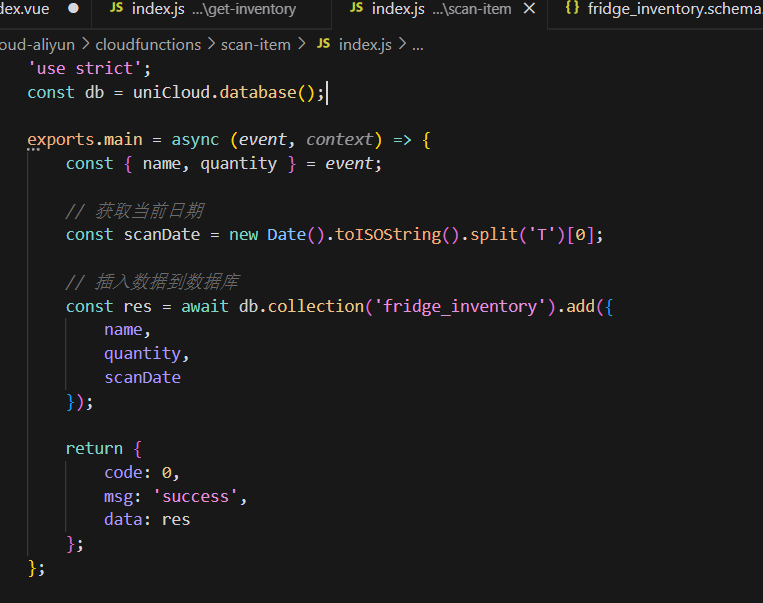 dex.vue ● JS index.js ...\get-inventory JS index.js ...\scan-item × {} fridge_inventory.schema.
oud-aliyun > cloudfunctions > scan-item > JS index.js > ...
'use strict';
const db = uniCloud.database();
exports.main = async (event, context) => {
const { name, quantity } = event;
// 获取当前日期
const scanDate = new Date().toISOString().split('T')[0];
// 插入数据到数据库
const res = await db.collection('fridge_inventory').add({
name,
quantity,
scanDate
});
return {
code: 0,
msg: 'success',
data: res
};
};